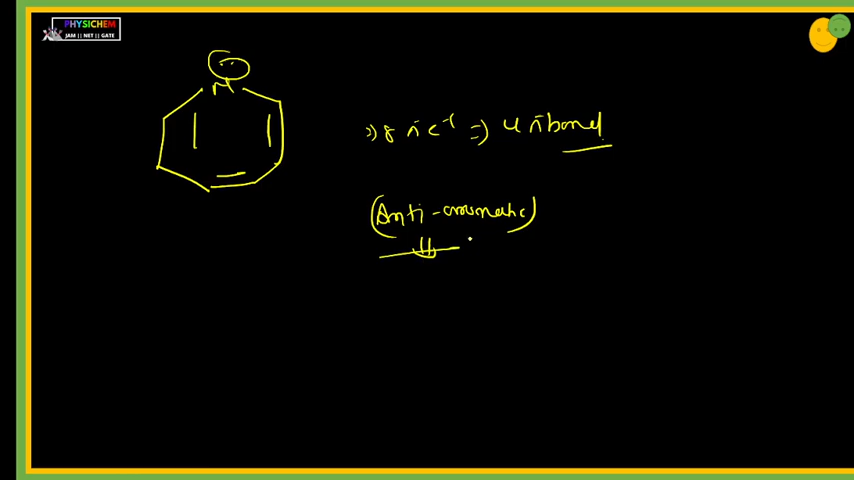 PHYSICHEM
JAM || NET || GATE
N
=) 8 π e⁻ =) 4 π bond
(Anti-aromatic)